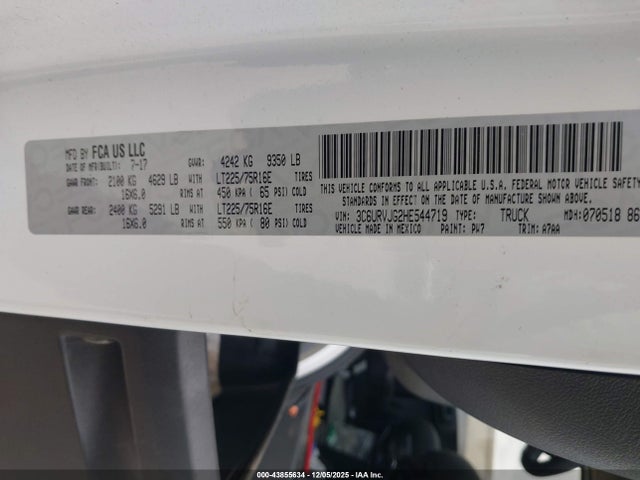 MFD BY FCA US LLC
DATE OF MFD(BUILT): 7-17 GVWR: 4242 KG 9350 LB
GAWR FRONT: 2100 KG 4629 LB WITH LT225/75R16E TIRES
16X6.0 RIMS AT 450 KPA ( 65 PSI) COLD
GAWR REAR: 2400 KG 5291 LB WITH LT225/75R16E TIRES
16X6.0 RIMS AT 550 KPA ( 80 PSI) COLD
THIS VEHICLE CONFORMS TO ALL APPLICABLE U.S.A. FEDERAL MOTOR VEHICLE SAFETY
STANDARDS IN EFFECT ON THE DATE OF MANUFACTURE SHOWN ABOVE.
VIN: 3C6URVJG2HE544719 TYPE: TRUCK MDH:070518 86
VEHICLE MADE IN MEXICO PAINT: PW7 TRIM: A7AA
000-43855634 - 12/05/2025 - IAA Inc.